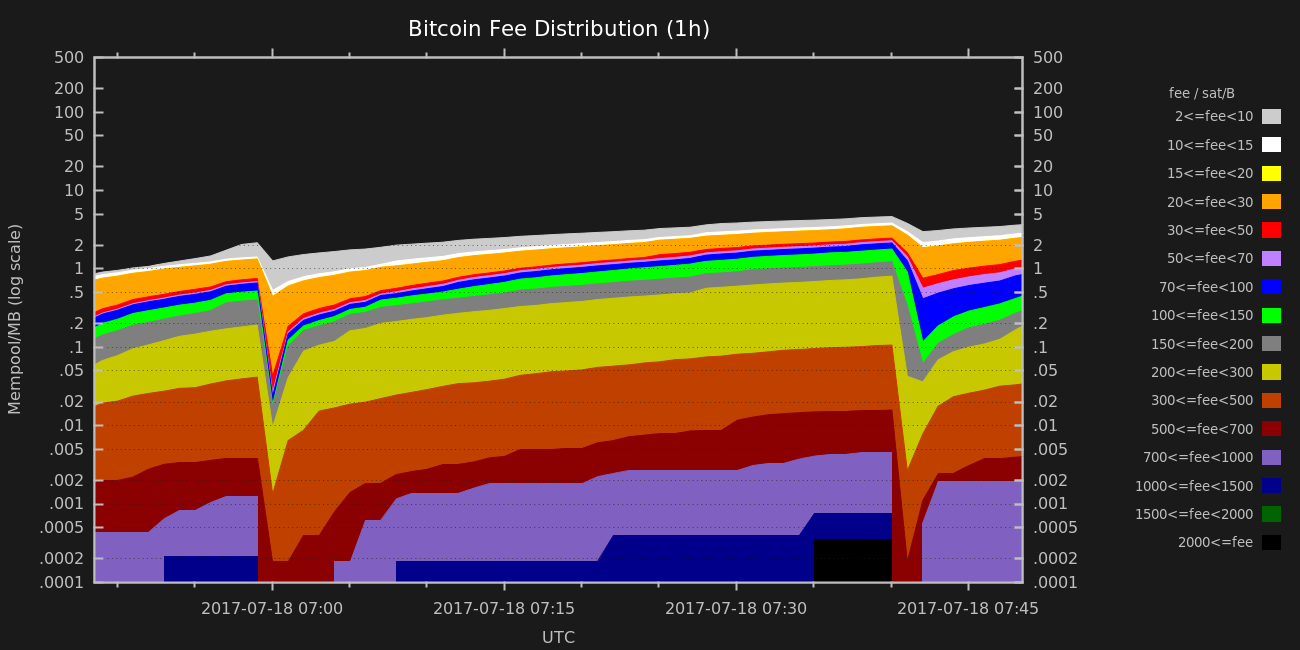 Bitcoin Fee Distribution (1h)
500
200
100
50
20
10
5
2
1
.5
.2
.1
.05
.02
.01
.005
.002
.001
.0005
.0002
.0001
Mempool/MB (log scale)
500
200
100
50
20
10
5
2
1
.5
.2
.1
.05
.02
.01
.005
.002
.001
.0005
.0002
.0001
2017-07-18 07:00
2017-07-18 07:15
2017-07-18 07:30
2017-07-18 07:45
UTC
fee / sat/B
2<=fee<10
10<=fee<15
15<=fee<20
20<=fee<30
30<=fee<50
50<=fee<70
70<=fee<100
100<=fee<150
150<=fee<200
200<=fee<300
300<=fee<500
500<=fee<700
700<=fee<1000
1000<=fee<1500
1500<=fee<2000
2000<=fee